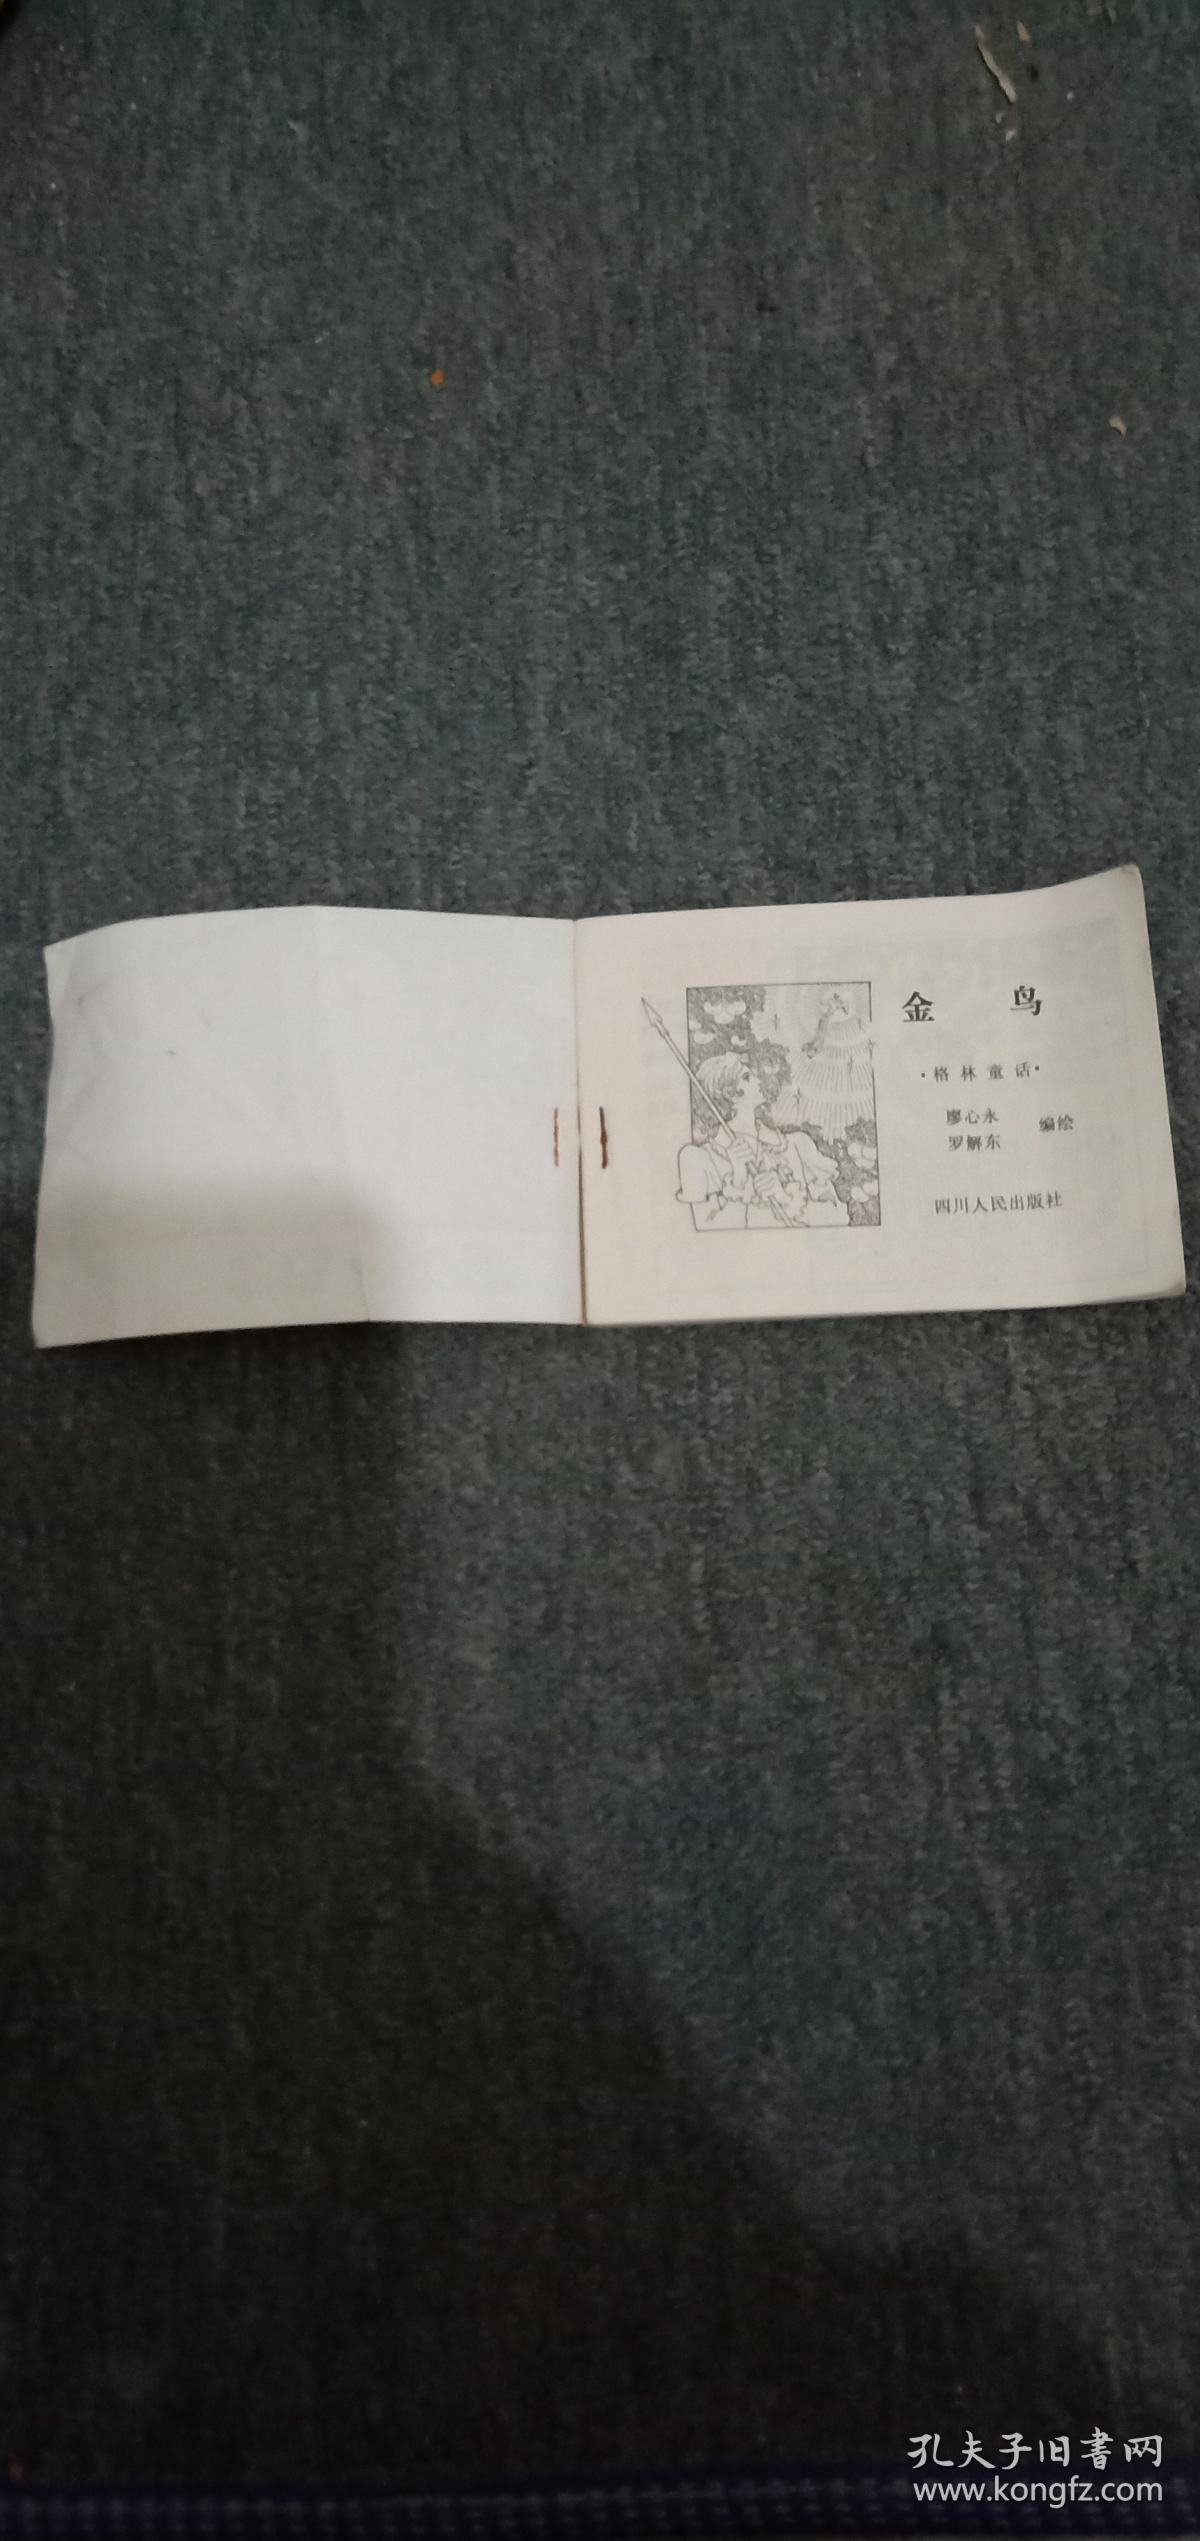 金 鸟
·格林童话·
廖心永
罗解东
编绘
四川人民出版社
孔夫子旧书网
www.kongfz.com